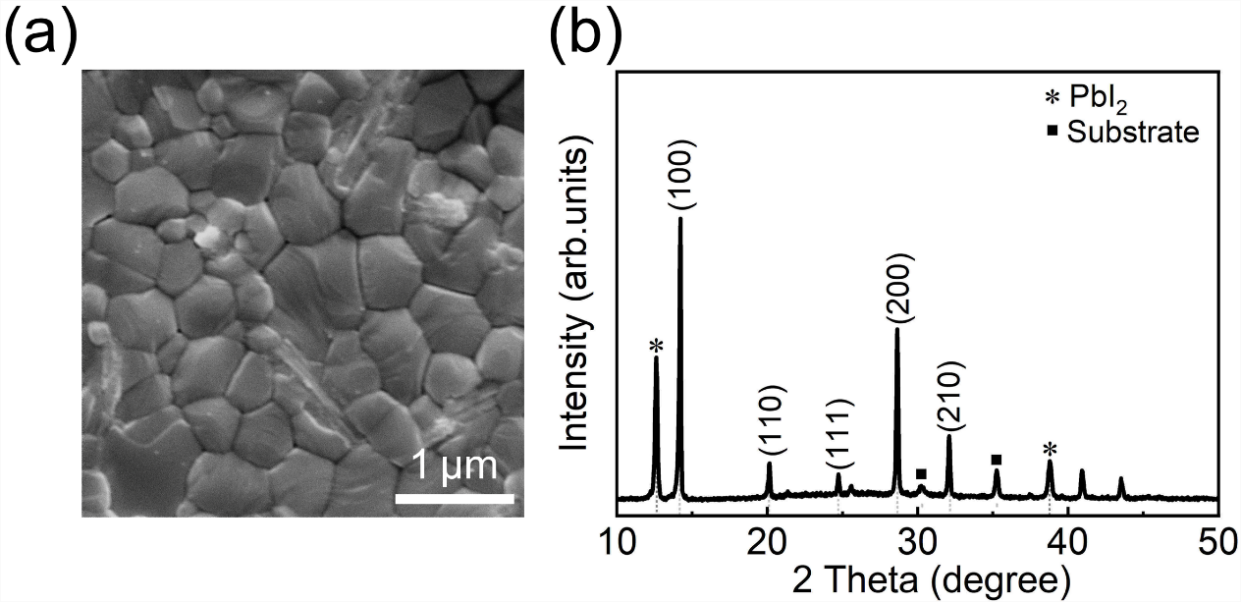 (a)
1 μm
(b)
* PbI₂
■ Substrate
Intensity (arb.units)
*
(100)
(110)
(111)
(200)
■
(210)
■
*
10 20 30 40 50
2 Theta (degree)